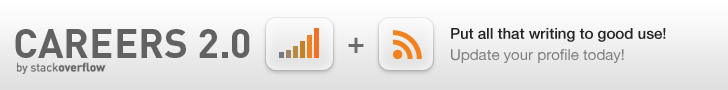 CAREERS 2.0
by stackoverflow
+
Put all that writing to good use!
Update your profile today!